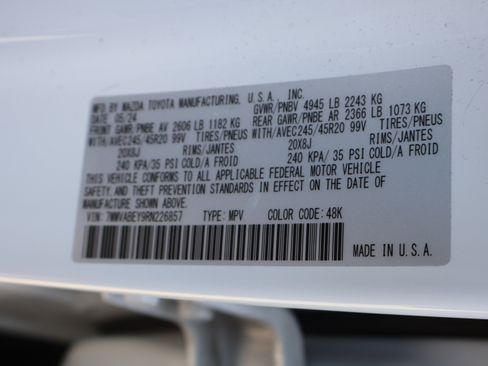 MFD BY MAZDA TOYOTA MANUFACTURING, U.S.A., INC.
DATE 05/24 GVWR/PNBV 4945 LB 2243 KG
FRONT GAWR/PNBE AV 2606 LB 1182 KG REAR GAWR/PNBE AR 2366 LB 1073 KG
WITH/AVEC245/45R20 99V TIRES/PNEUS WITH/AVEC245/45R20 99V TIRES/PNEUS
20X8J RIMS/JANTES 20X8J RIMS/JANTES
240 KPA/ 35 PSI COLD/A FROID 240 KPA/ 35 PSI COLD/A FROID
THIS VEHICLE CONFORMS TO ALL APPLICABLE FEDERAL MOTOR VEHICLE
SAFETY, AND THEFT PREVENTION STANDARDS IN EFFECT ON THE DATE OF
MANUFACTURE SHOWN ABOVE.
VIN: 7MMVABEY9RN226857 TYPE: MPV COLOR CODE: 48K
MADE IN U.S.A.